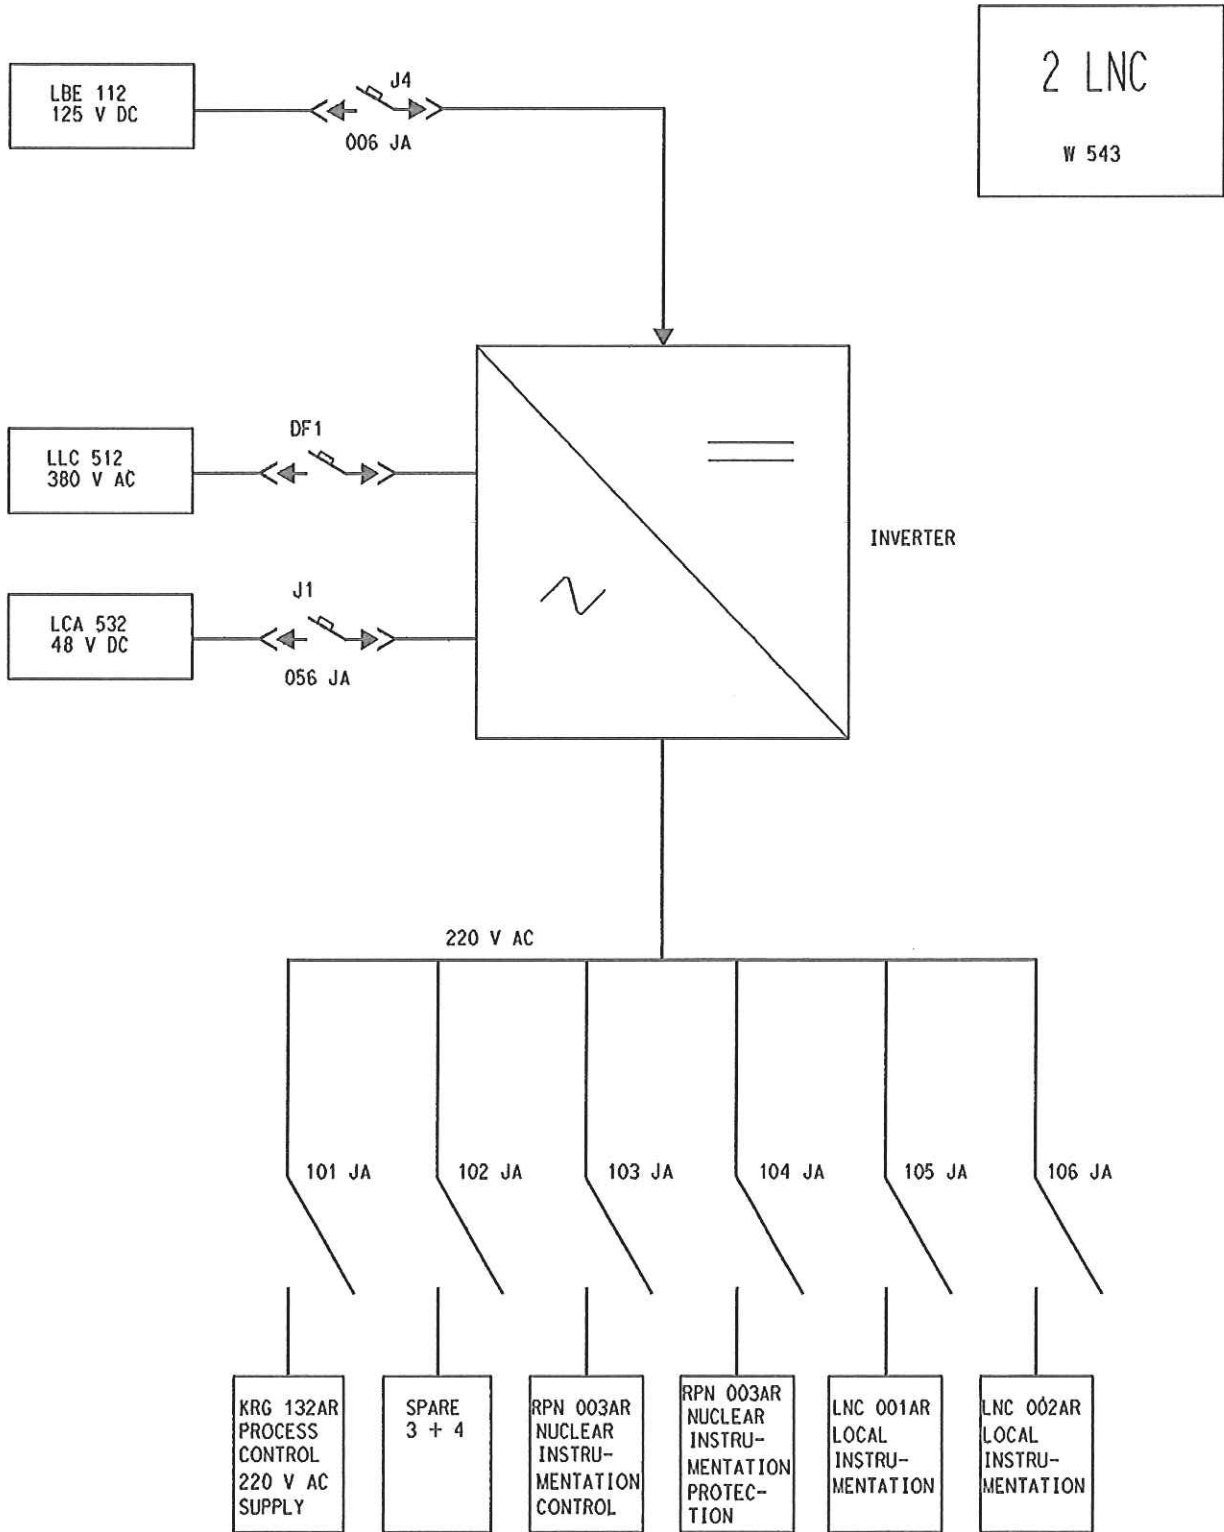 2 LNC
W 543
LBE 112
125 V DC
J4
006 JA
LLC 512
380 V AC
DF1
INVERTER
LCA 532
48 V DC
J1
056 JA
220 V AC
101 JA
102 JA
103 JA
104 JA
105 JA
106 JA
KRG 132AR
PROCESS
CONTROL
220 V AC
SUPPLY
SPARE
3 + 4
RPN 003AR
NUCLEAR
INSTRU-
MENTATION
CONTROL
RPN 003AR
NUCLEAR
INSTRU-
MENTATION
PROTEC-
TION
LNC 001AR
LOCAL
INSTRU-
MENTATION
LNC 002AR
LOCAL
INSTRU-
MENTATION